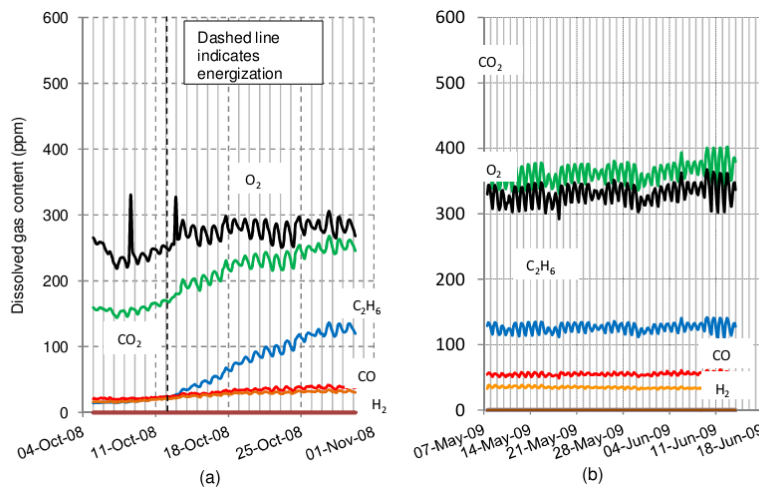 600
500
400
300
200
100
0
Dissolved gas content (ppm)
Dashed line
indicates
energization
O₂
CO₂
C₂H₆
CO
H₂
04-Oct-08
11-Oct-08
18-Oct-08
25-Oct-08
01-Nov-08
(a)
600
500
400
300
200
100
0
CO₂
O₂
C₂H₆
CO
H₂
07-May-09
14-May-09
21-May-09
28-May-09
04-Jun-09
11-Jun-09
18-Jun-09
(b)